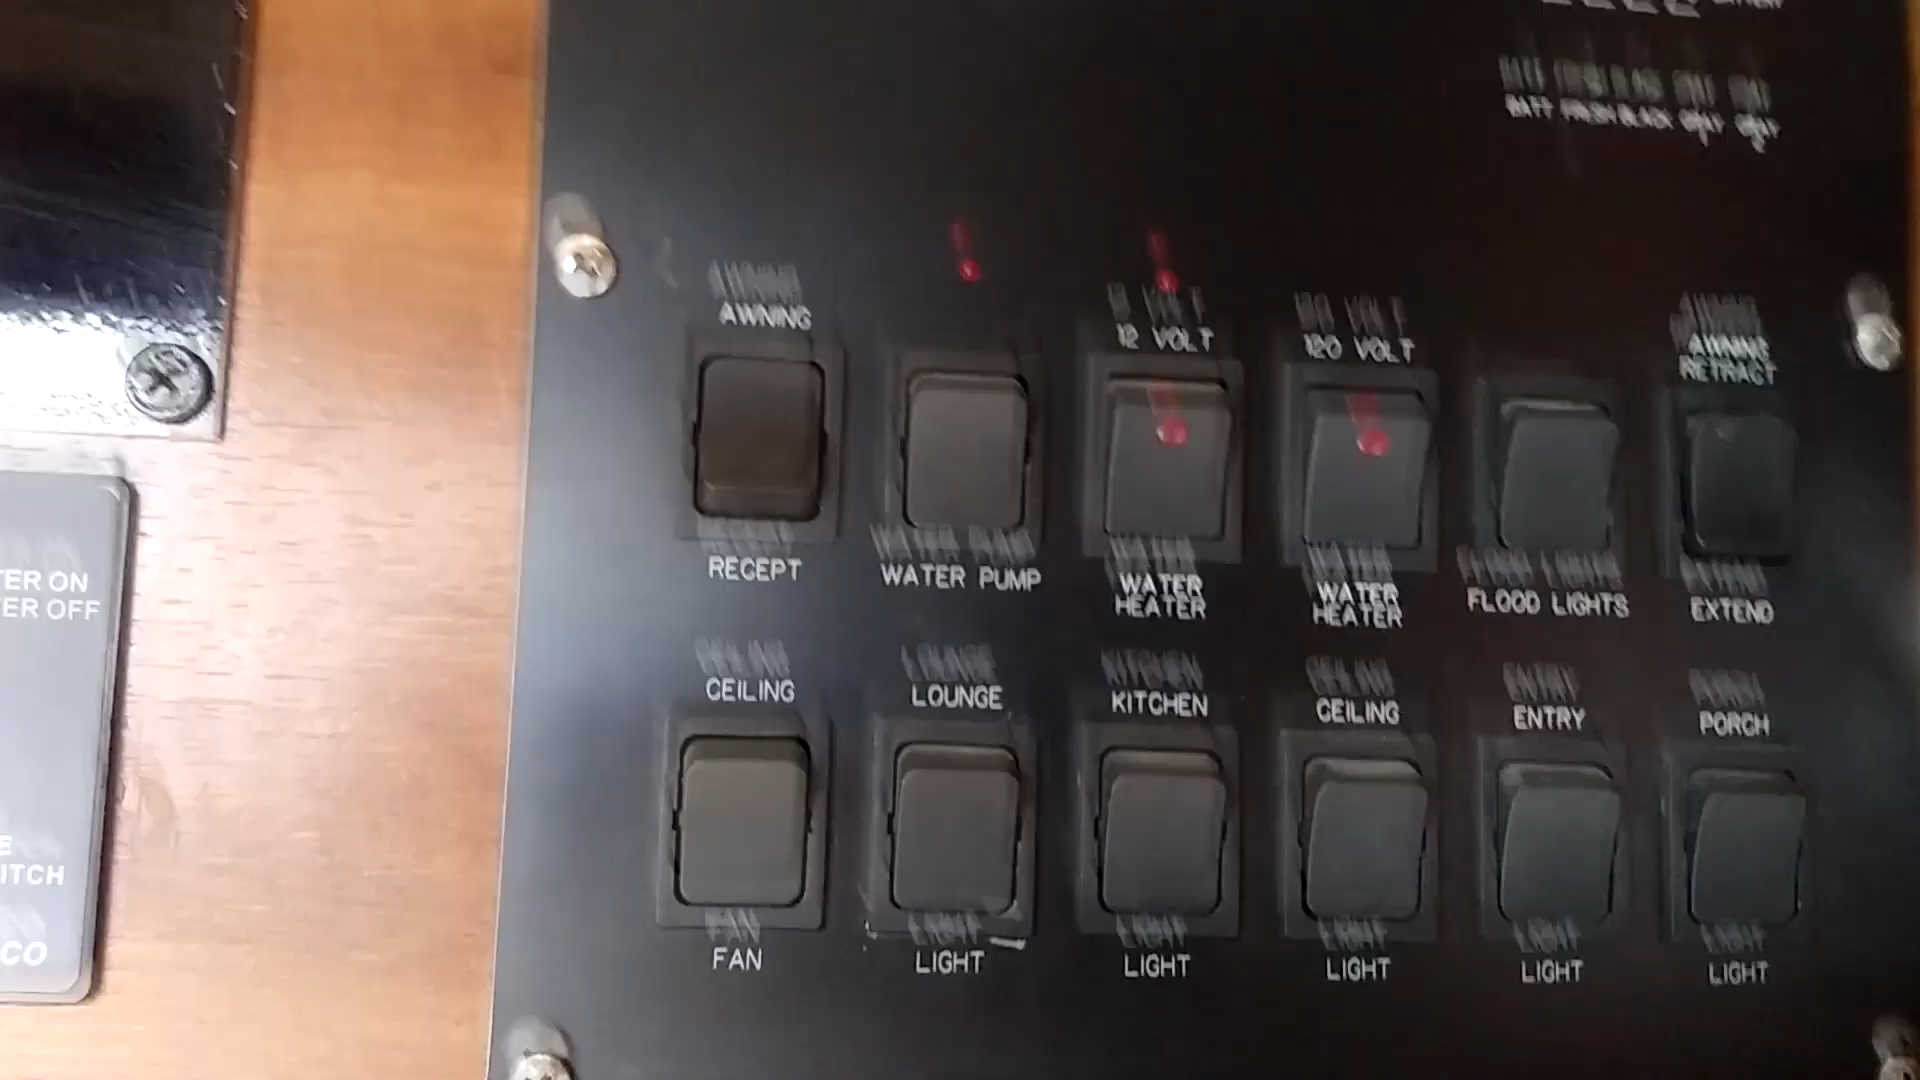 BATT FRESH BLACK GRAY GRAY
2
AWNING
12 VOLT
120 VOLT
AWNING
RETRACT
RECEPT
WATER PUMP
WATER
HEATER
WATER
HEATER
FLOOD LIGHTS
EXTEND
CEILING
LOUNGE
KITCHEN
CEILING
ENTRY
PORCH
FAN
LIGHT
LIGHT
LIGHT
LIGHT
LIGHT
TER ON
TER OFF
E
ITCH
CO